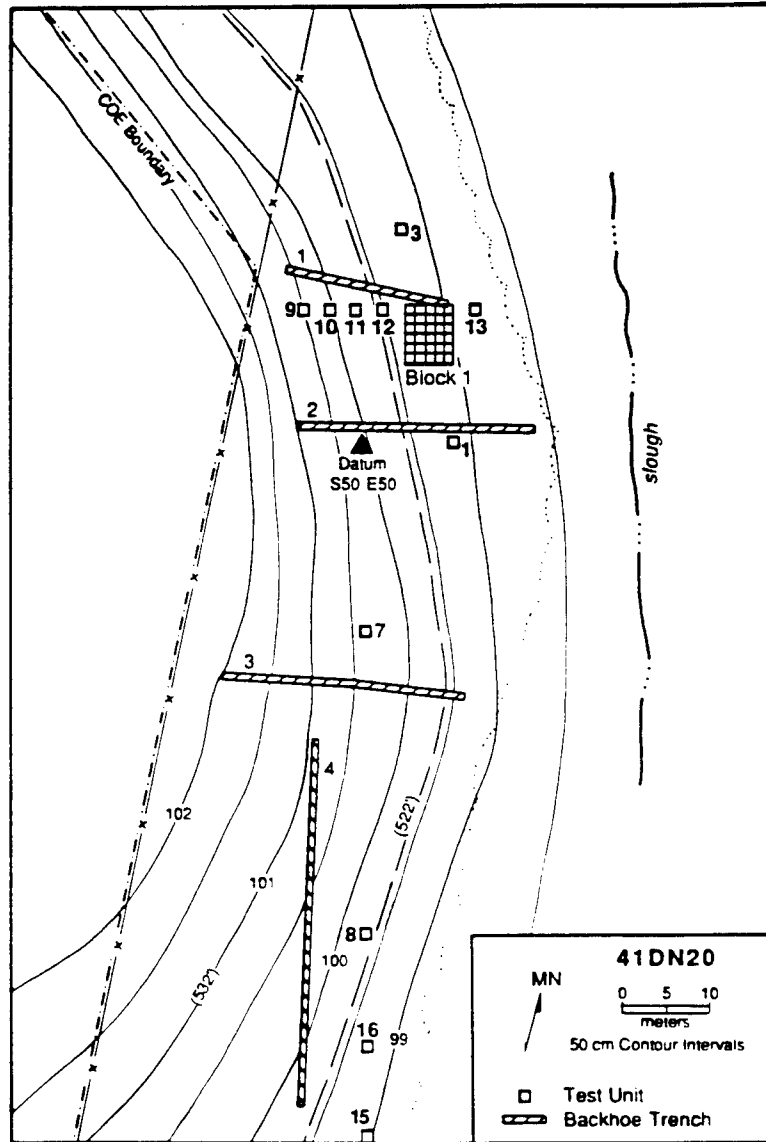 COE Boundary
3
1
9
10
11
12
13
Block 1
2
1
Datum
S50 E50
slough
7
3
4
102
(522')
101
8
100
(532')
16
99
15
41DN20
MN
0 5 10
meters
50 cm Contour Intervals
Test Unit
Backhoe Trench